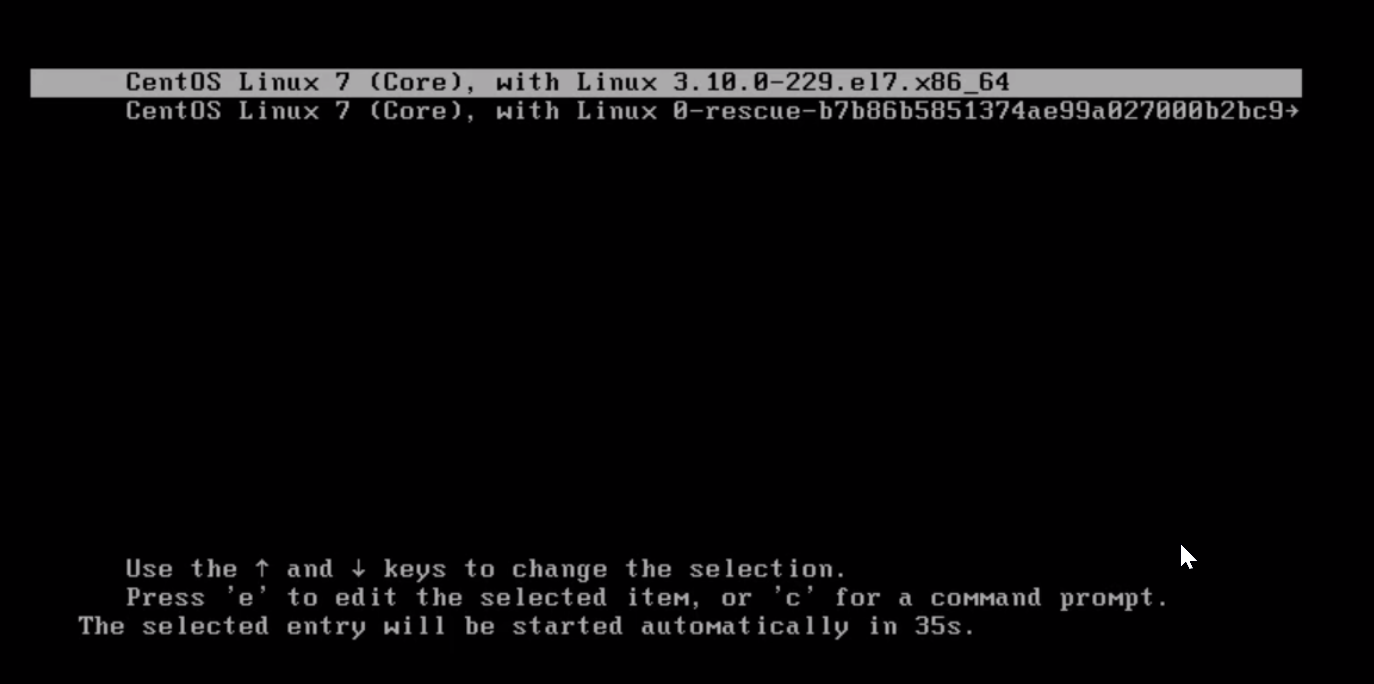 CentOS Linux 7 (Core), with Linux 3.10.0-229.el7.x86_64
CentOS Linux 7 (Core), with Linux 0-rescue-b7b86b5851374ae99a027000b2bc9→
Use the ↑ and ↓ keys to change the selection.
Press 'e' to edit the selected item, or 'c' for a command prompt.
The selected entry will be started automatically in 35s.